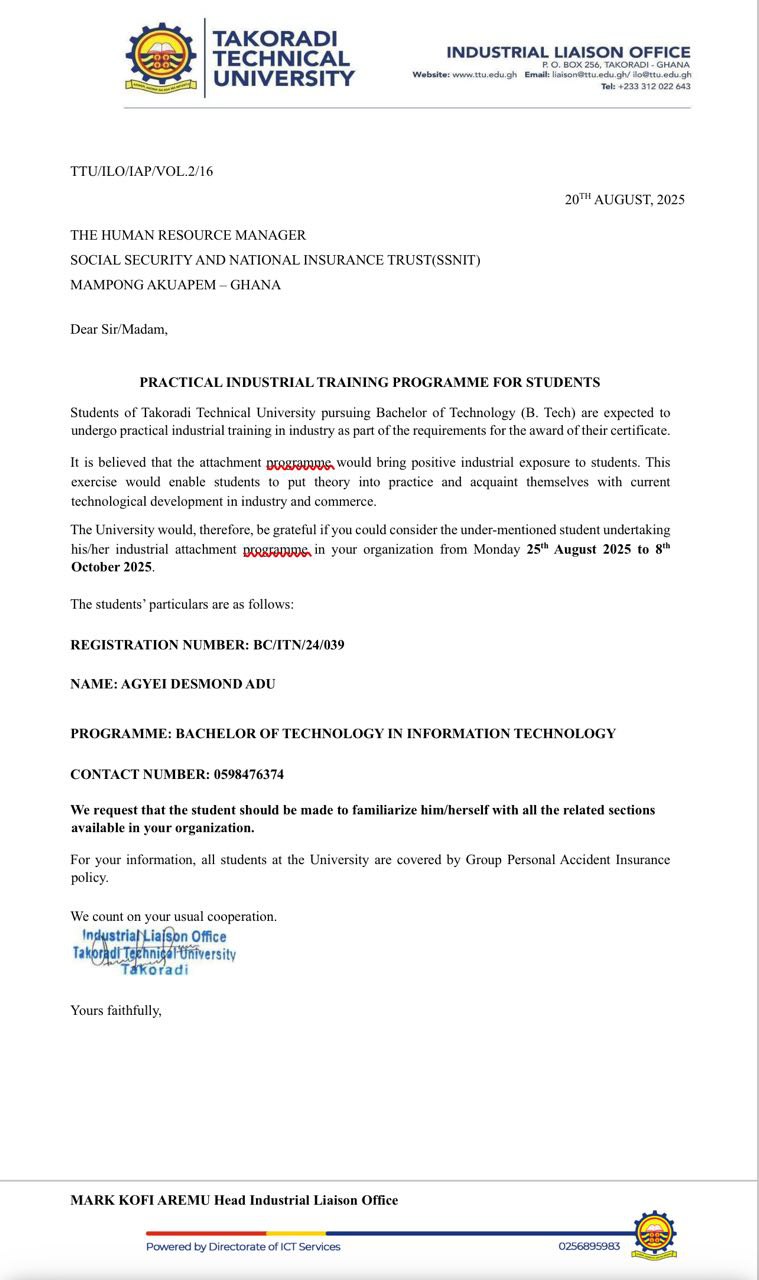 TAKORADI
TECHNICAL
UNIVERSITY
INDUSTRIAL LIAISON OFFICE
P. O. BOX 256, TAKORADI - GHANA
Website: www.ttu.edu.gh Email: liaison@ttu.edu.gh/ ilo@ttu.edu.gh
Tel: +233 312 022 643
TTU/ILO/IAP/VOL.2/16
20TH AUGUST, 2025
THE HUMAN RESOURCE MANAGER
SOCIAL SECURITY AND NATIONAL INSURANCE TRUST(SSNIT)
MAMPONG AKUAPEM – GHANA
Dear Sir/Madam,
PRACTICAL INDUSTRIAL TRAINING PROGRAMME FOR STUDENTS
Students of Takoradi Technical University pursuing Bachelor of Technology (B. Tech) are expected to
undergo practical industrial training in industry as part of the requirements for the award of their certificate.
It is believed that the attachment programme would bring positive industrial exposure to students. This
exercise would enable students to put theory into practice and acquaint themselves with current
technological development in industry and commerce.
The University would, therefore, be grateful if you could consider the under-mentioned student undertaking
his/her industrial attachment programme in your organization from Monday 25th August 2025 to 8th
October 2025.
The students’ particulars are as follows:
REGISTRATION NUMBER: BC/ITN/24/039
NAME: AGYEI DESMOND ADU
PROGRAMME: BACHELOR OF TECHNOLOGY IN INFORMATION TECHNOLOGY
CONTACT NUMBER: 0598476374
We request that the student should be made to familiarize him/herself with all the related sections
available in your organization.
For your information, all students at the University are covered by Group Personal Accident Insurance
policy.
We count on your usual cooperation.
Industrial Liaison Office
Takoradi Technical University
Takoradi
Yours faithfully,
MARK KOFI AREMU Head Industrial Liaison Office
Powered by Directorate of ICT Services
0256895983